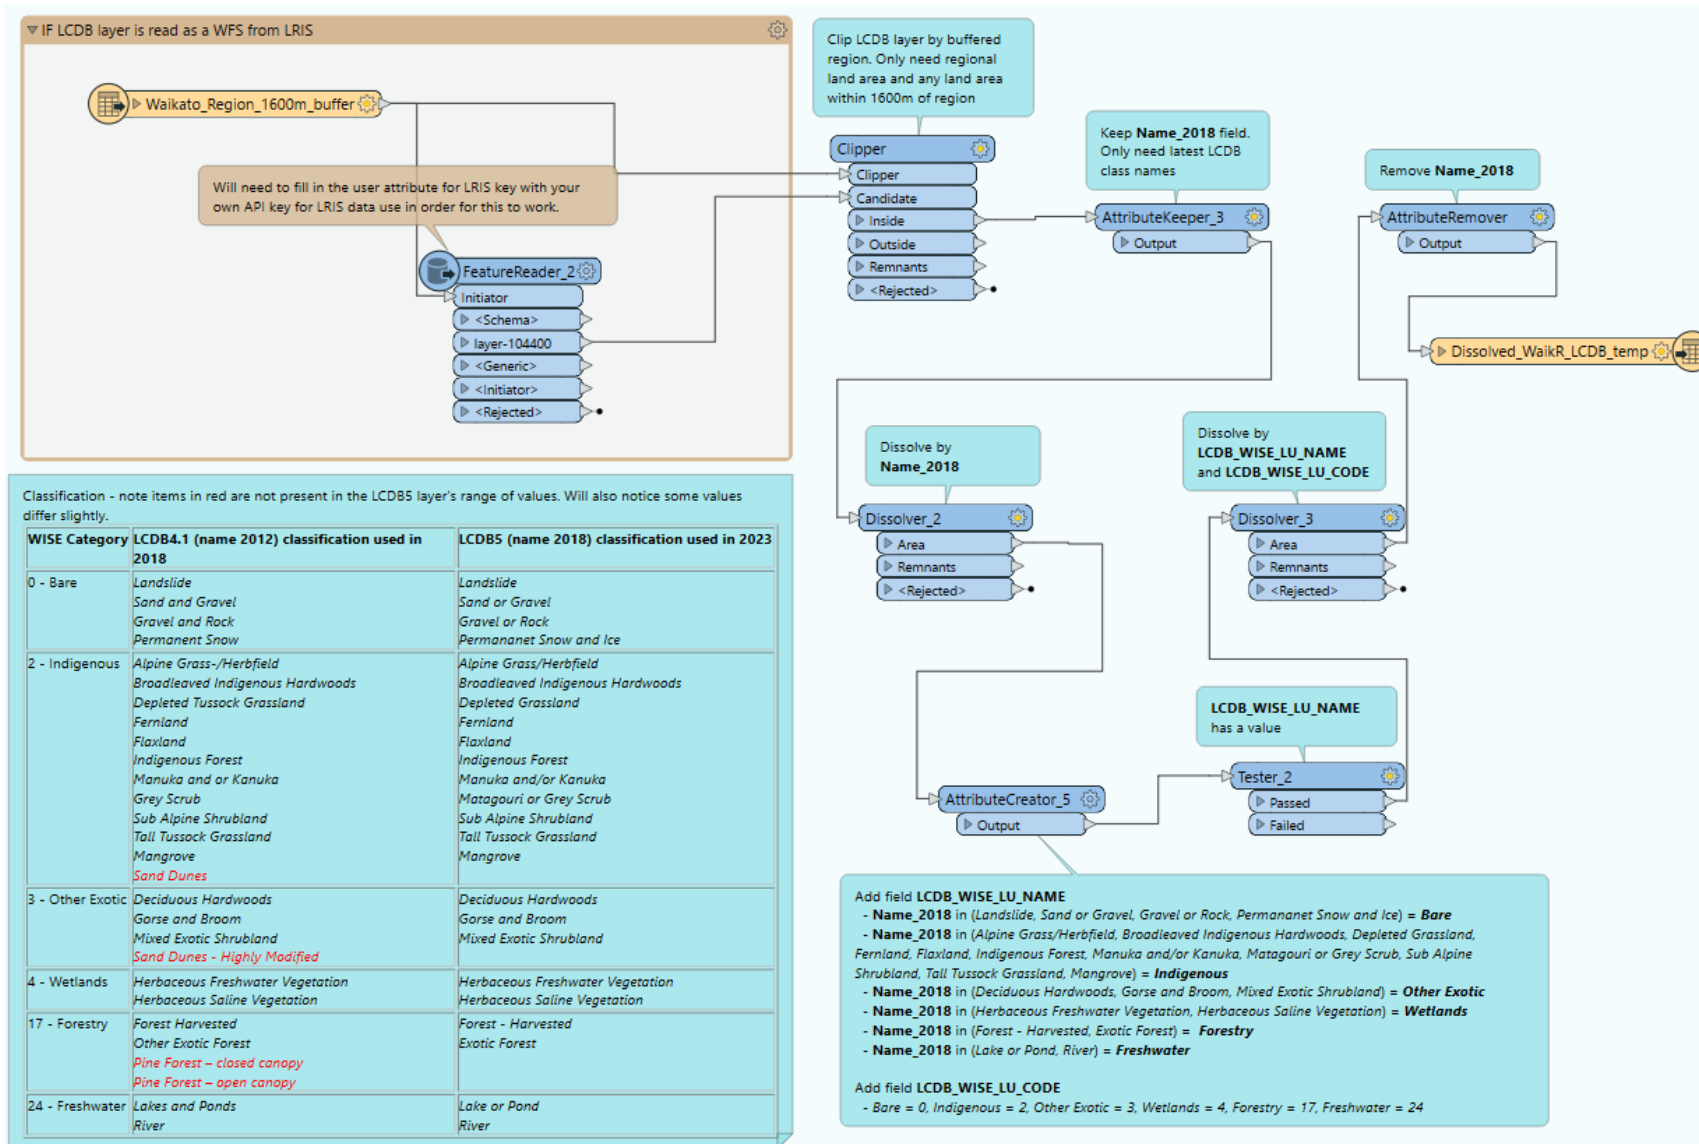 IF LCDB layer is read as a WFS from LRIS
Waikato_Region_1600m_buffer
Will need to fill in the user attribute for LRIS key with your
own API key for LRIS data use in order for this to work.
FeatureReader_2
Initiator
<Schema>
layer-104400
<Generic>
<Initiator>
<Rejected>
Clip LCDB layer by buffered
region. Only need regional
land area and any land area
within 1600m of region
Clipper
Clipper
Candidate
Inside
Outside
Remnants
<Rejected>
Keep Name_2018 field.
Only need latest LCDB
class names
AttributeKeeper_3
Output
Remove Name_2018
AttributeRemover
Output
Dissolved_WaikR_LCDB_temp
Dissolve by
Name_2018
Dissolver_2
Area
Remnants
<Rejected>
Dissolve by
LCDB_WISE_LU_NAME
and LCDB_WISE_LU_CODE
Dissolver_3
Area
Remnants
<Rejected>
LCDB_WISE_LU_NAME
has a value
Tester_2
Passed
Failed
AttributeCreator_5
Output
Add field LCDB_WISE_LU_NAME
- Name_2018 in (Landslide, Sand or Gravel, Gravel or Rock, Permananet Snow and Ice) = Bare
- Name_2018 in (Alpine Grass/Herbfield, Broadleaved Indigenous Hardwoods, Depleted Grassland,
Fernland, Flaxland, Indigenous Forest, Manuka and/or Kanuka, Matagouri or Grey Scrub, Sub Alpine
Shrubland, Tall Tussock Grassland, Mangrove) = Indigenous
- Name_2018 in (Deciduous Hardwoods, Gorse and Broom, Mixed Exotic Shrubland) = Other Exotic
- Name_2018 in (Herbaceous Freshwater Vegetation, Herbaceous Saline Vegetation) = Wetlands
- Name_2018 in (Forest - Harvested, Exotic Forest) = Forestry
- Name_2018 in (Lake or Pond, River) = Freshwater
Add field LCDB_WISE_LU_CODE
- Bare = 0, Indigenous = 2, Other Exotic = 3, Wetlands = 4, Forestry = 17, Freshwater = 24
Classification - note items in red are not present in the LCDB5 layer's range of values. Will also notice some values
differ slightly.
WISE Category LCDB4.1 (name 2012) classification used in LCDB5 (name 2018) classification used in 2023
2018
0 - Bare Landslide Landslide
Sand and Gravel Sand or Gravel
Gravel and Rock Gravel or Rock
Permanent Snow Permananet Snow and Ice
2 - Indigenous Alpine Grass-/Herbfield Alpine Grass/Herbfield
Broadleaved Indigenous Hardwoods Broadleaved Indigenous Hardwoods
Depleted Tussock Grassland Depleted Grassland
Fernland Fernland
Flaxland Flaxland
Indigenous Forest Indigenous Forest
Manuka and or Kanuka Manuka and/or Kanuka
Grey Scrub Matagouri or Grey Scrub
Sub Alpine Shrubland Sub Alpine Shrubland
Tall Tussock Grassland Tall Tussock Grassland
Mangrove Mangrove
Sand Dunes
3 - Other Exotic Deciduous Hardwoods Deciduous Hardwoods
Gorse and Broom Gorse and Broom
Mixed Exotic Shrubland Mixed Exotic Shrubland
Sand Dunes - Highly Modified
4 - Wetlands Herbaceous Freshwater Vegetation Herbaceous Freshwater Vegetation
Herbaceous Saline Vegetation Herbaceous Saline Vegetation
17 - Forestry Forest Harvested Forest - Harvested
Other Exotic Forest Exotic Forest
Pine Forest – closed canopy
Pine Forest – open canopy
24 - Freshwater Lakes and Ponds Lake or Pond
River River